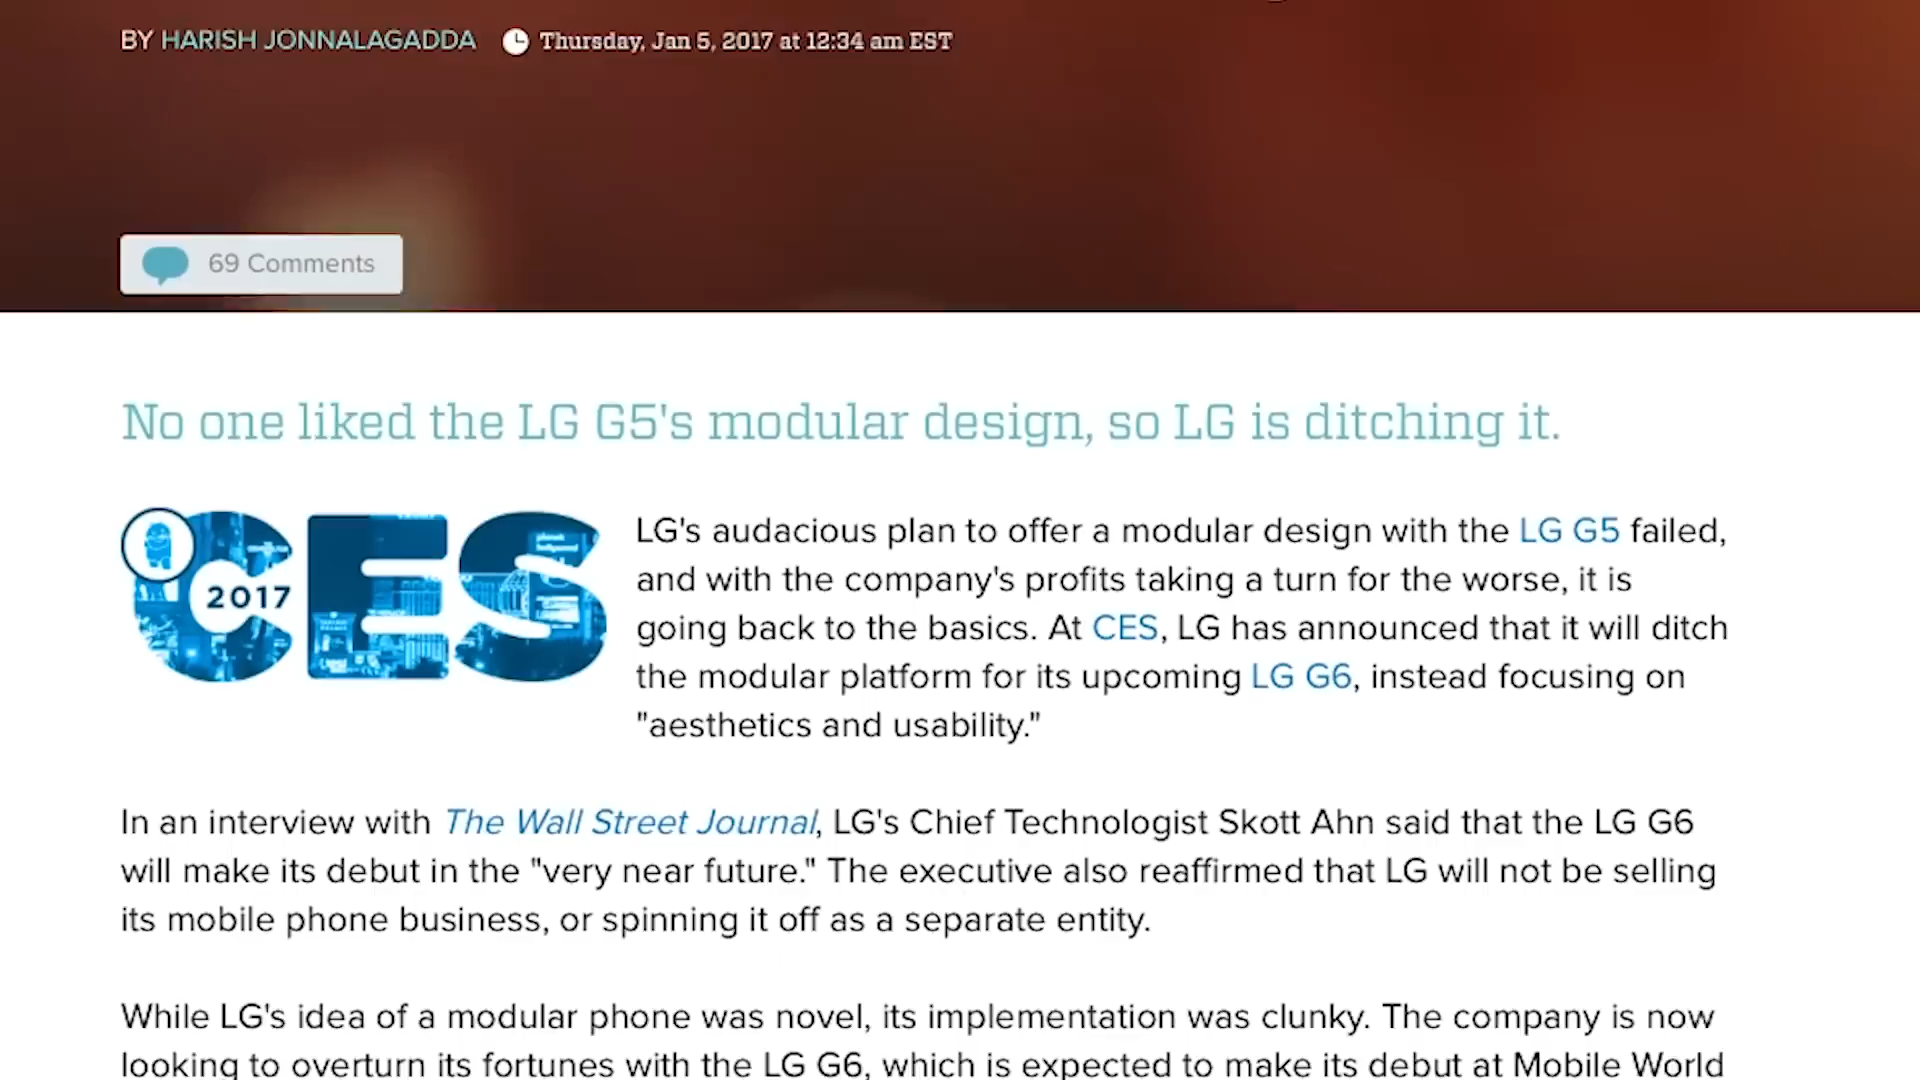 BY HARISH JONNALAGADDA Thursday, Jan 5, 2017 at 12:34 am EST
69 Comments
No one liked the LG G5's modular design, so LG is ditching it.
CES
2017
LG's audacious plan to offer a modular design with the LG G5 failed,
and with the company's profits taking a turn for the worse, it is
going back to the basics. At CES, LG has announced that it will ditch
the modular platform for its upcoming LG G6, instead focusing on
"aesthetics and usability."
In an interview with The Wall Street Journal, LG's Chief Technologist Skott Ahn said that the LG G6
will make its debut in the "very near future." The executive also reaffirmed that LG will not be selling
its mobile phone business, or spinning it off as a separate entity.
While LG's idea of a modular phone was novel, its implementation was clunky. The company is now
looking to overturn its fortunes with the LG G6, which is expected to make its debut at Mobile World